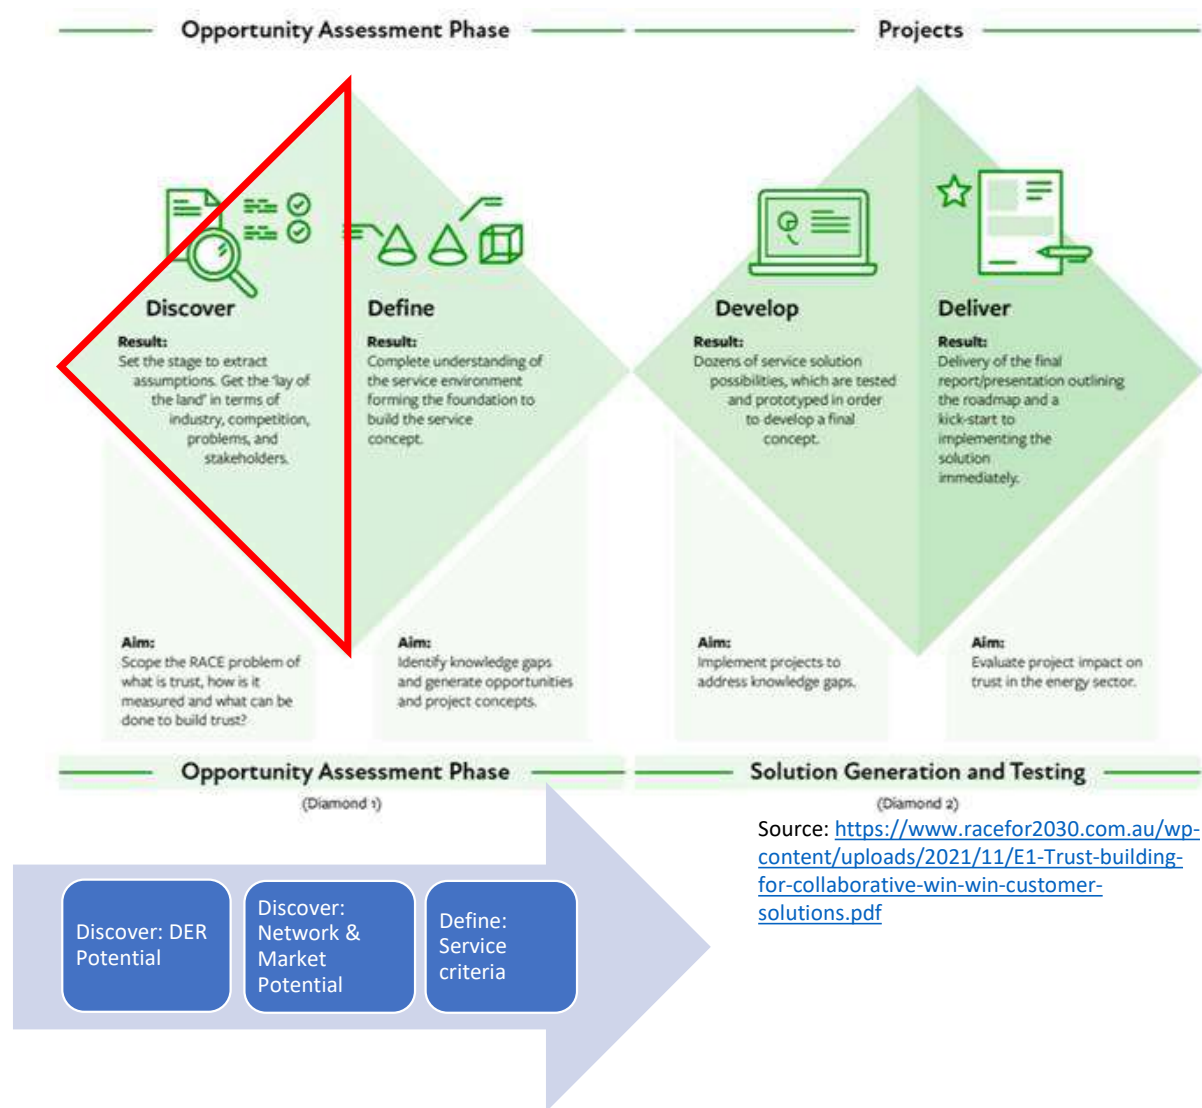 Opportunity Assessment Phase
Projects
Discover
Result:
Set the stage to extract
assumptions. Get the 'lay of
the land' in terms of
industry, competition,
problems, and
stakeholders.
Define
Result:
Complete understanding of
the service environment
forming the foundation to
build the service
concept.
Develop
Result:
Dozens of service solution
possibilities, which are tested
and prototyped in order
to develop a final
concept.
Deliver
Result:
Delivery of the final
report/presentation outlining
the roadmap and a
kick-start to
implementing the
solution
immediately.
Aim:
Scope the RACE problem of
what is trust, how is it
measured and what can be
done to build trust?
Aim:
Identify knowledge gaps
and generate opportunities
and project concepts.
Aim:
Implement projects to
address knowledge gaps.
Aim:
Evaluate project impact on
trust in the energy sector.
Opportunity Assessment Phase
(Diamond 1)
Solution Generation and Testing
(Diamond 2)
Source: https://www.racefor2030.com.au/wp-
content/uploads/2021/11/E1-Trust-building-
for-collaborative-win-win-customer-
solutions.pdf
Discover: DER
Potential
Discover:
Network &
Market
Potential
Define:
Service
criteria